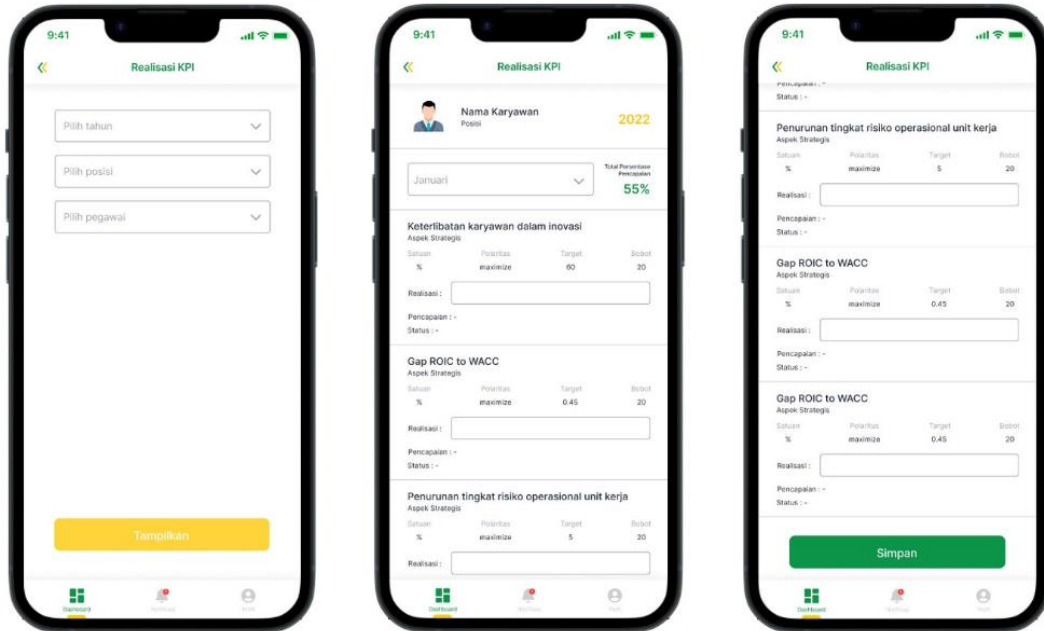 9:41
Realisasi KPI
Pilih tahun
Pilih posisi
Pilih pegawai
Tampilkan
Dashboard
9:41
Realisasi KPI
Nama Karyawan
Posisi
2022
Januari
Total Persentase
Pencapaian
55%
Keterlibatan karyawan dalam inovasi
Aspek Strategis
Satuan Polaritas Target Bobot
% maximize 60 20
Realisasi :
Pencapaian : -
Status : -
Gap ROIC to WACC
Aspek Strategis
Satuan Polaritas Target Bobot
% maximize 0.45 20
Realisasi :
Pencapaian : -
Status : -
Penurunan tingkat risiko operasional unit kerja
Aspek Strategis
Satuan Polaritas Target Bobot
% maximize 5 20
Realisasi :
Dashboard
9:41
Realisasi KPI
Pencapaian : -
Status : -
Penurunan tingkat risiko operasional unit kerja
Aspek Strategis
Satuan Polaritas Target Bobot
% maximize 5 20
Realisasi :
Pencapaian : -
Status : -
Gap ROIC to WACC
Aspek Strategis
Satuan Polaritas Target Bobot
% maximize 0.45 20
Realisasi :
Pencapaian : -
Status : -
Gap ROIC to WACC
Aspek Strategis
Satuan Polaritas Target Bobot
% maximize 0.45 20
Realisasi :
Pencapaian : -
Status : -
Simpan
Dashboard